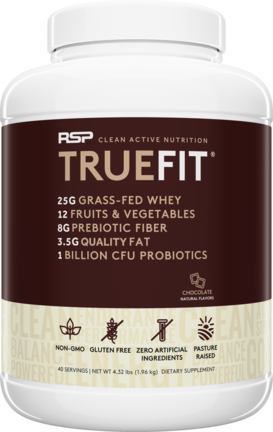 RSP CLEAN ACTIVE NUTRITION
TRUEFIT®
25G GRASS-FED WHEY
12 FRUITS & VEGETABLES
8G PREBIOTIC FIBER
3.5G QUALITY FAT
1 BILLION CFU PROBIOTICS
CHOCOLATE
NATURAL FLAVORS
NON-GMO GLUTEN FREE ZERO ARTIFICIAL INGREDIENTS PASTURE RAISED
40 SERVINGS | NET WT 4.32 lbs (1.96 kg) DIETARY SUPPLEMENT